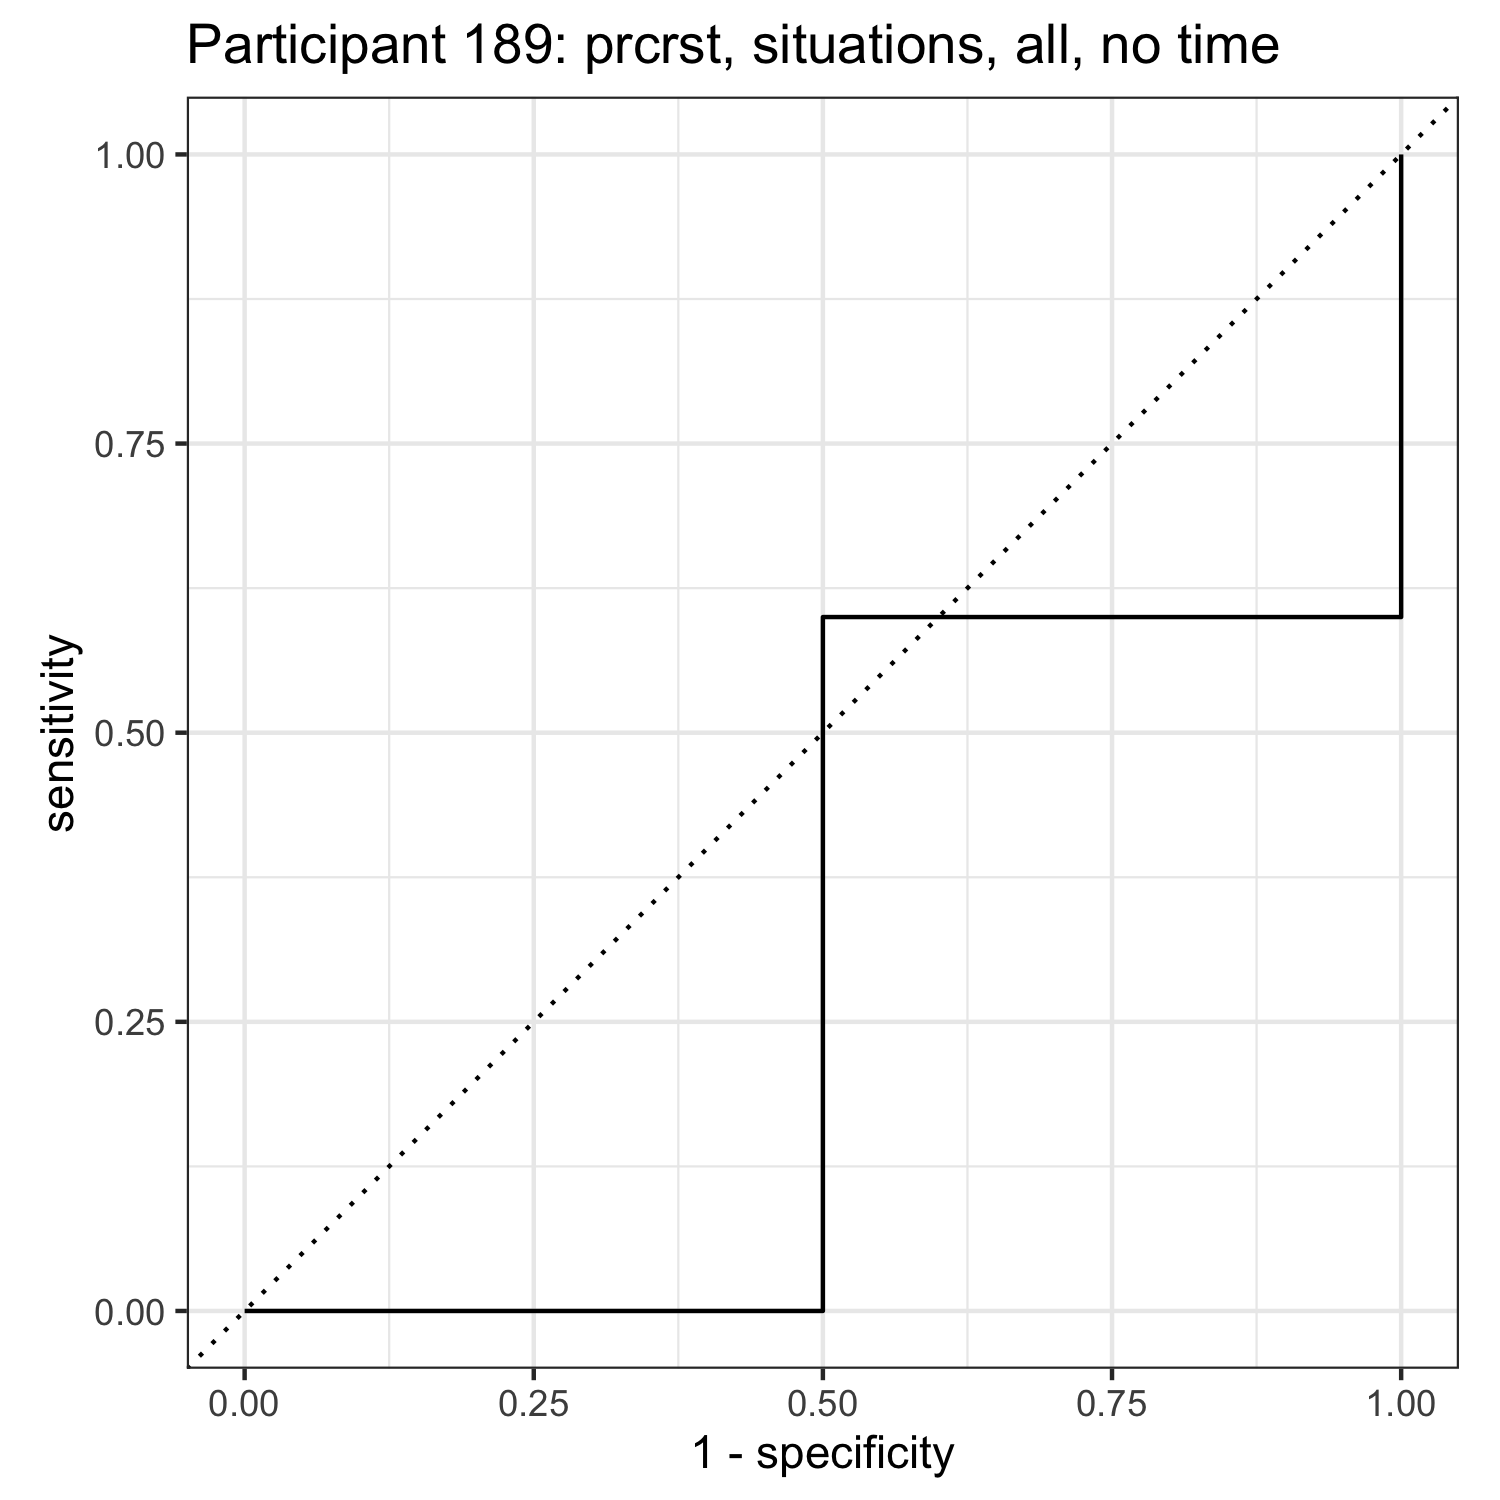 Participant 189: prcrst, situations, all, no time
1.00
0.75
0.50
0.25
0.00
sensitivity
0.00 0.25 0.50 0.75 1.00
1 - specificity